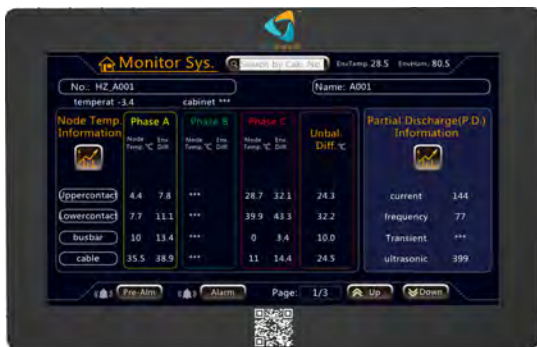 Monitor Sys.
Search by Cab. No.
EnvTemp. 28.5 EnvHum. 80.5
No.: HZ_A001
Name: A001
temperat -3.4
cabinet ***
Node Temp. Information
Phase A
Phase B
Phase C
Unbal. Diff. ℃
Partial Discharge(P.D.) Information
Node Temp. ℃ Env. Diff.
Node Temp. ℃ Env. Diff.
Node Temp. ℃ Env. Diff.
Uppercontact 4.4 7.8 *** 28.7 32.1 24.3
current 144
Lowercontact 7.7 11.1 *** 39.9 43.3 32.2
frequency 77
busbar 10 13.4 *** 0 3.4 10.0
Transient ***
cable 35.5 38.9 *** 11 14.4 24.5
ultrasonic 399
Pre-Alm
Alarm
Page: 1/3
Up
Down